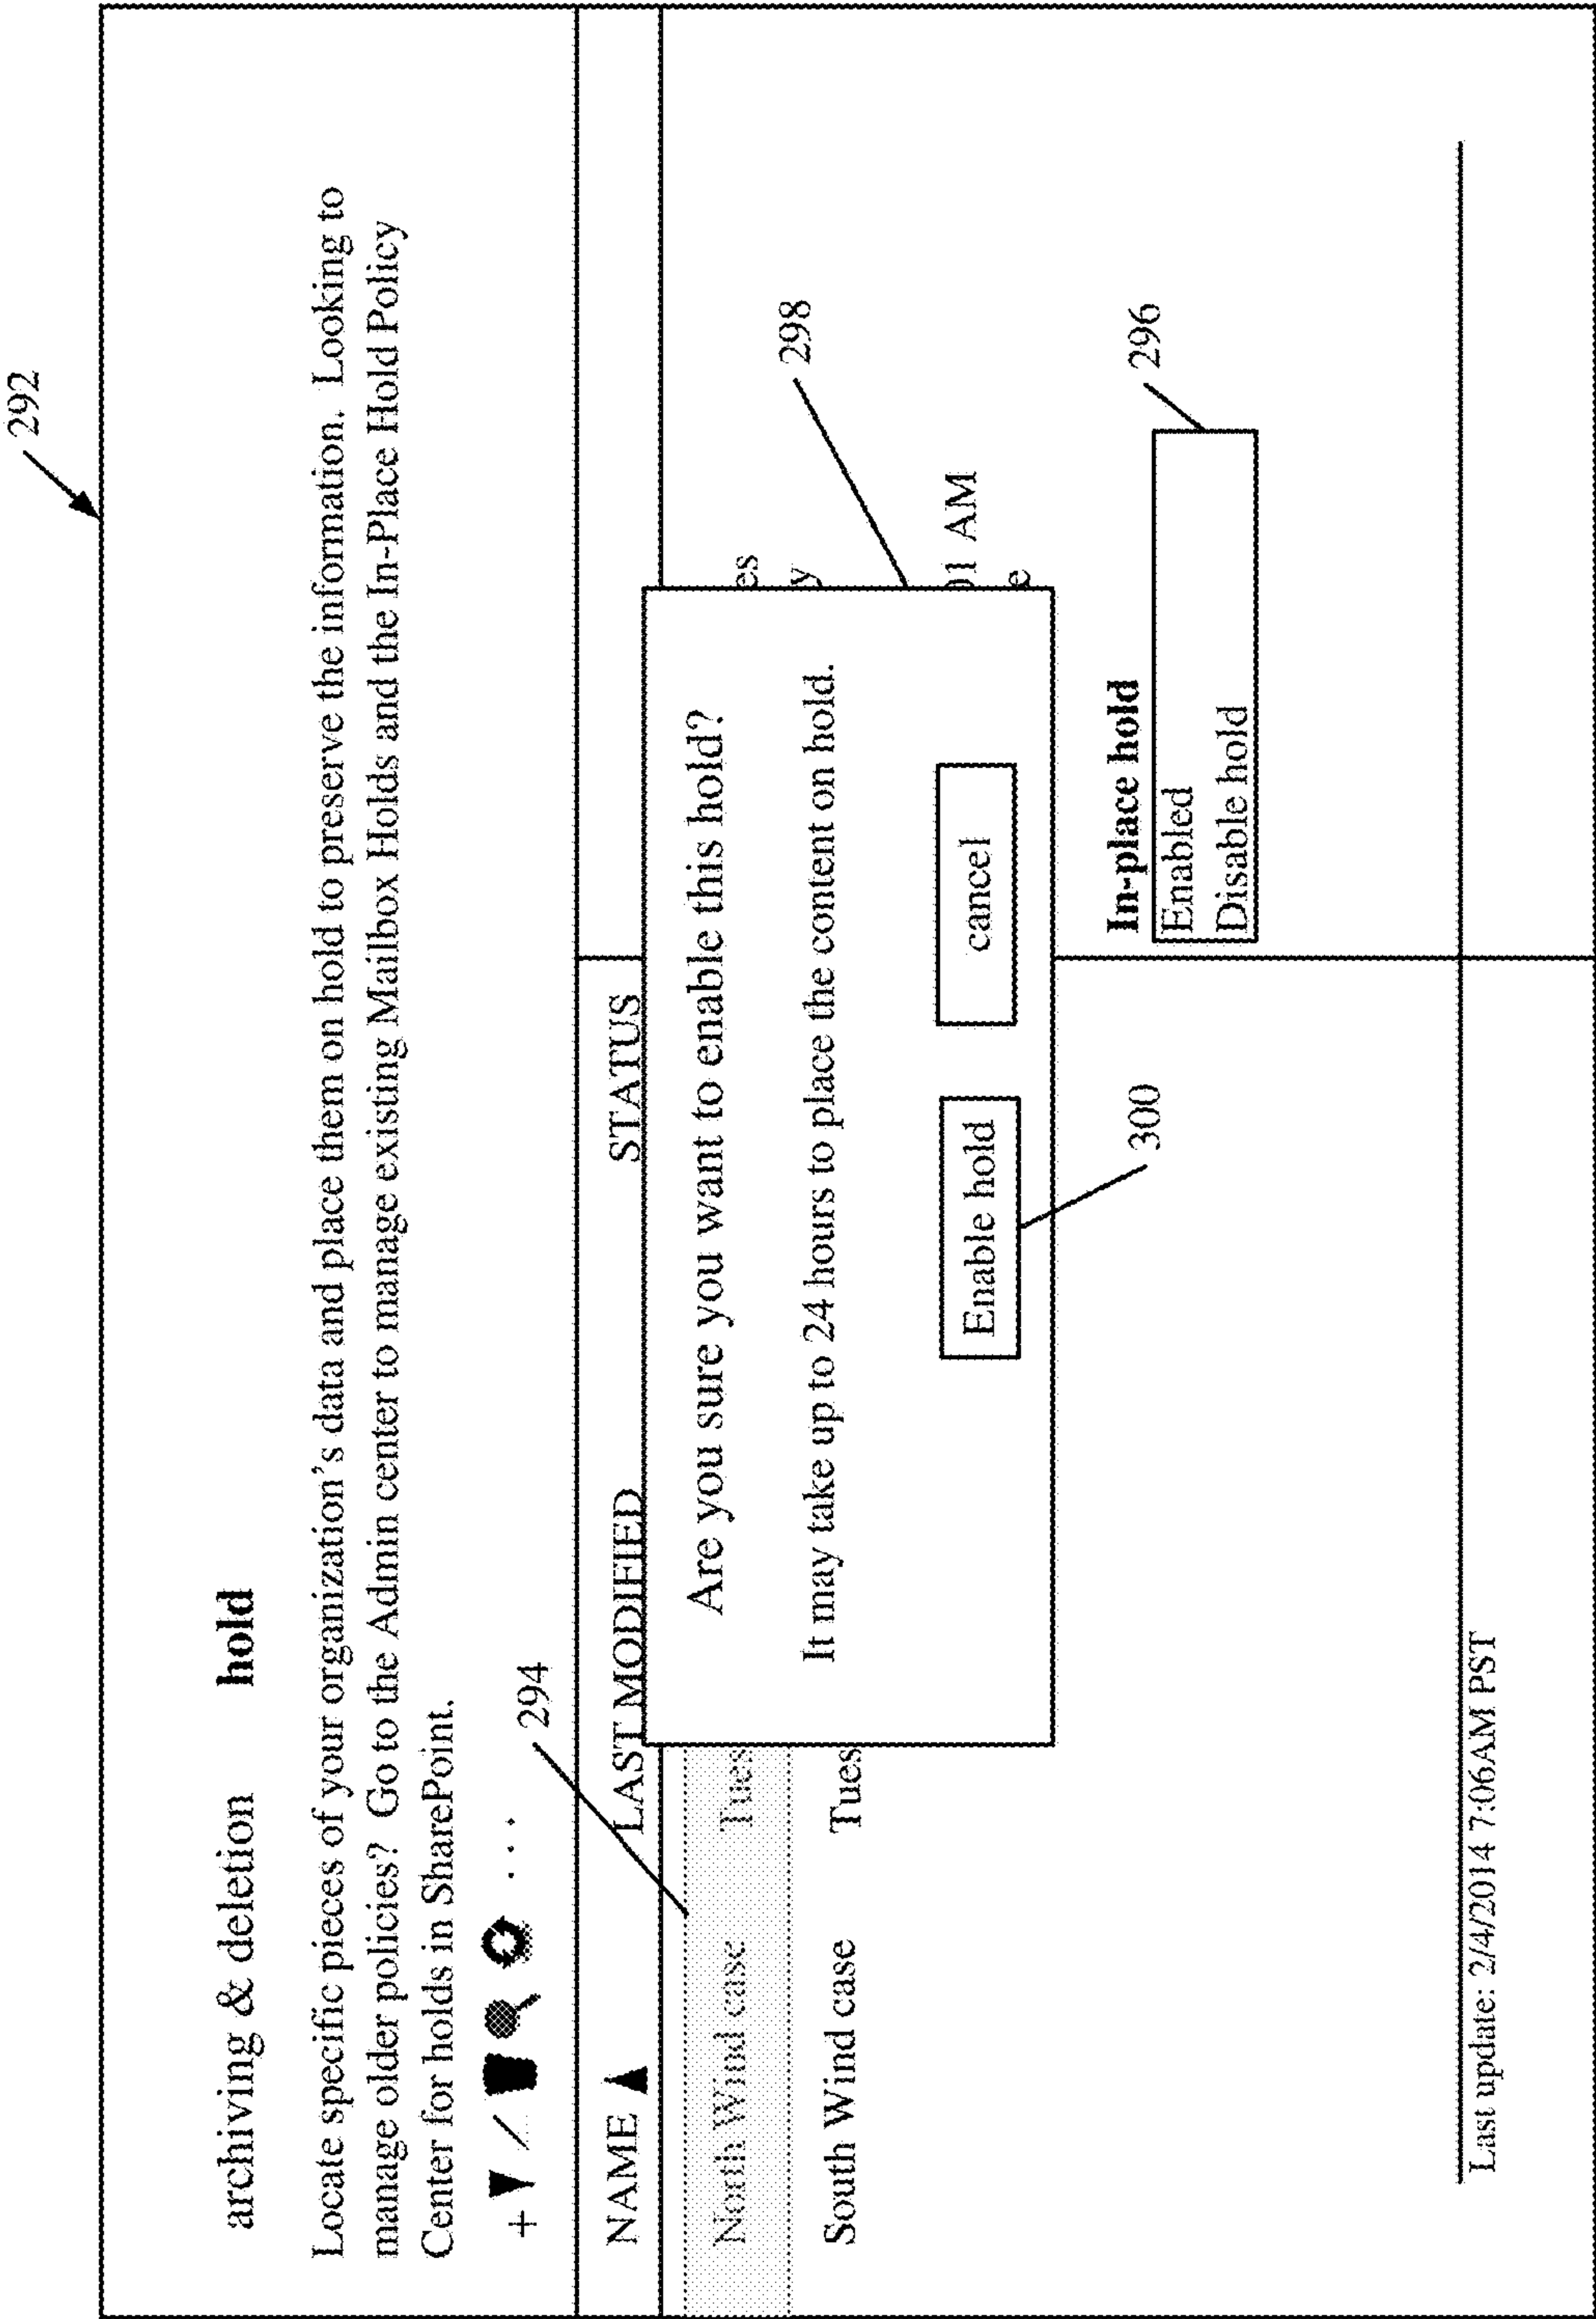 292
archiving & deletion hold
Locate specific pieces of your organization's data and place them on hold to preserve the information. Looking to
manage older policies? Go to the Admin center to manage existing Mailbox Holds and the In-Place Hold Policy
Center for holds in SharePoint.
+ ...
294
NAME LAST MODIFIED STATUS
North Wind case Tues
South Wind case Tues
es
y
298
Are you sure you want to enable this hold?
It may take up to 24 hours to place the content on hold.
Enable hold cancel
01 AM
e
300
In-place hold
Enabled
Disable hold
296
Last update: 2/4/2014 7:06AM PST